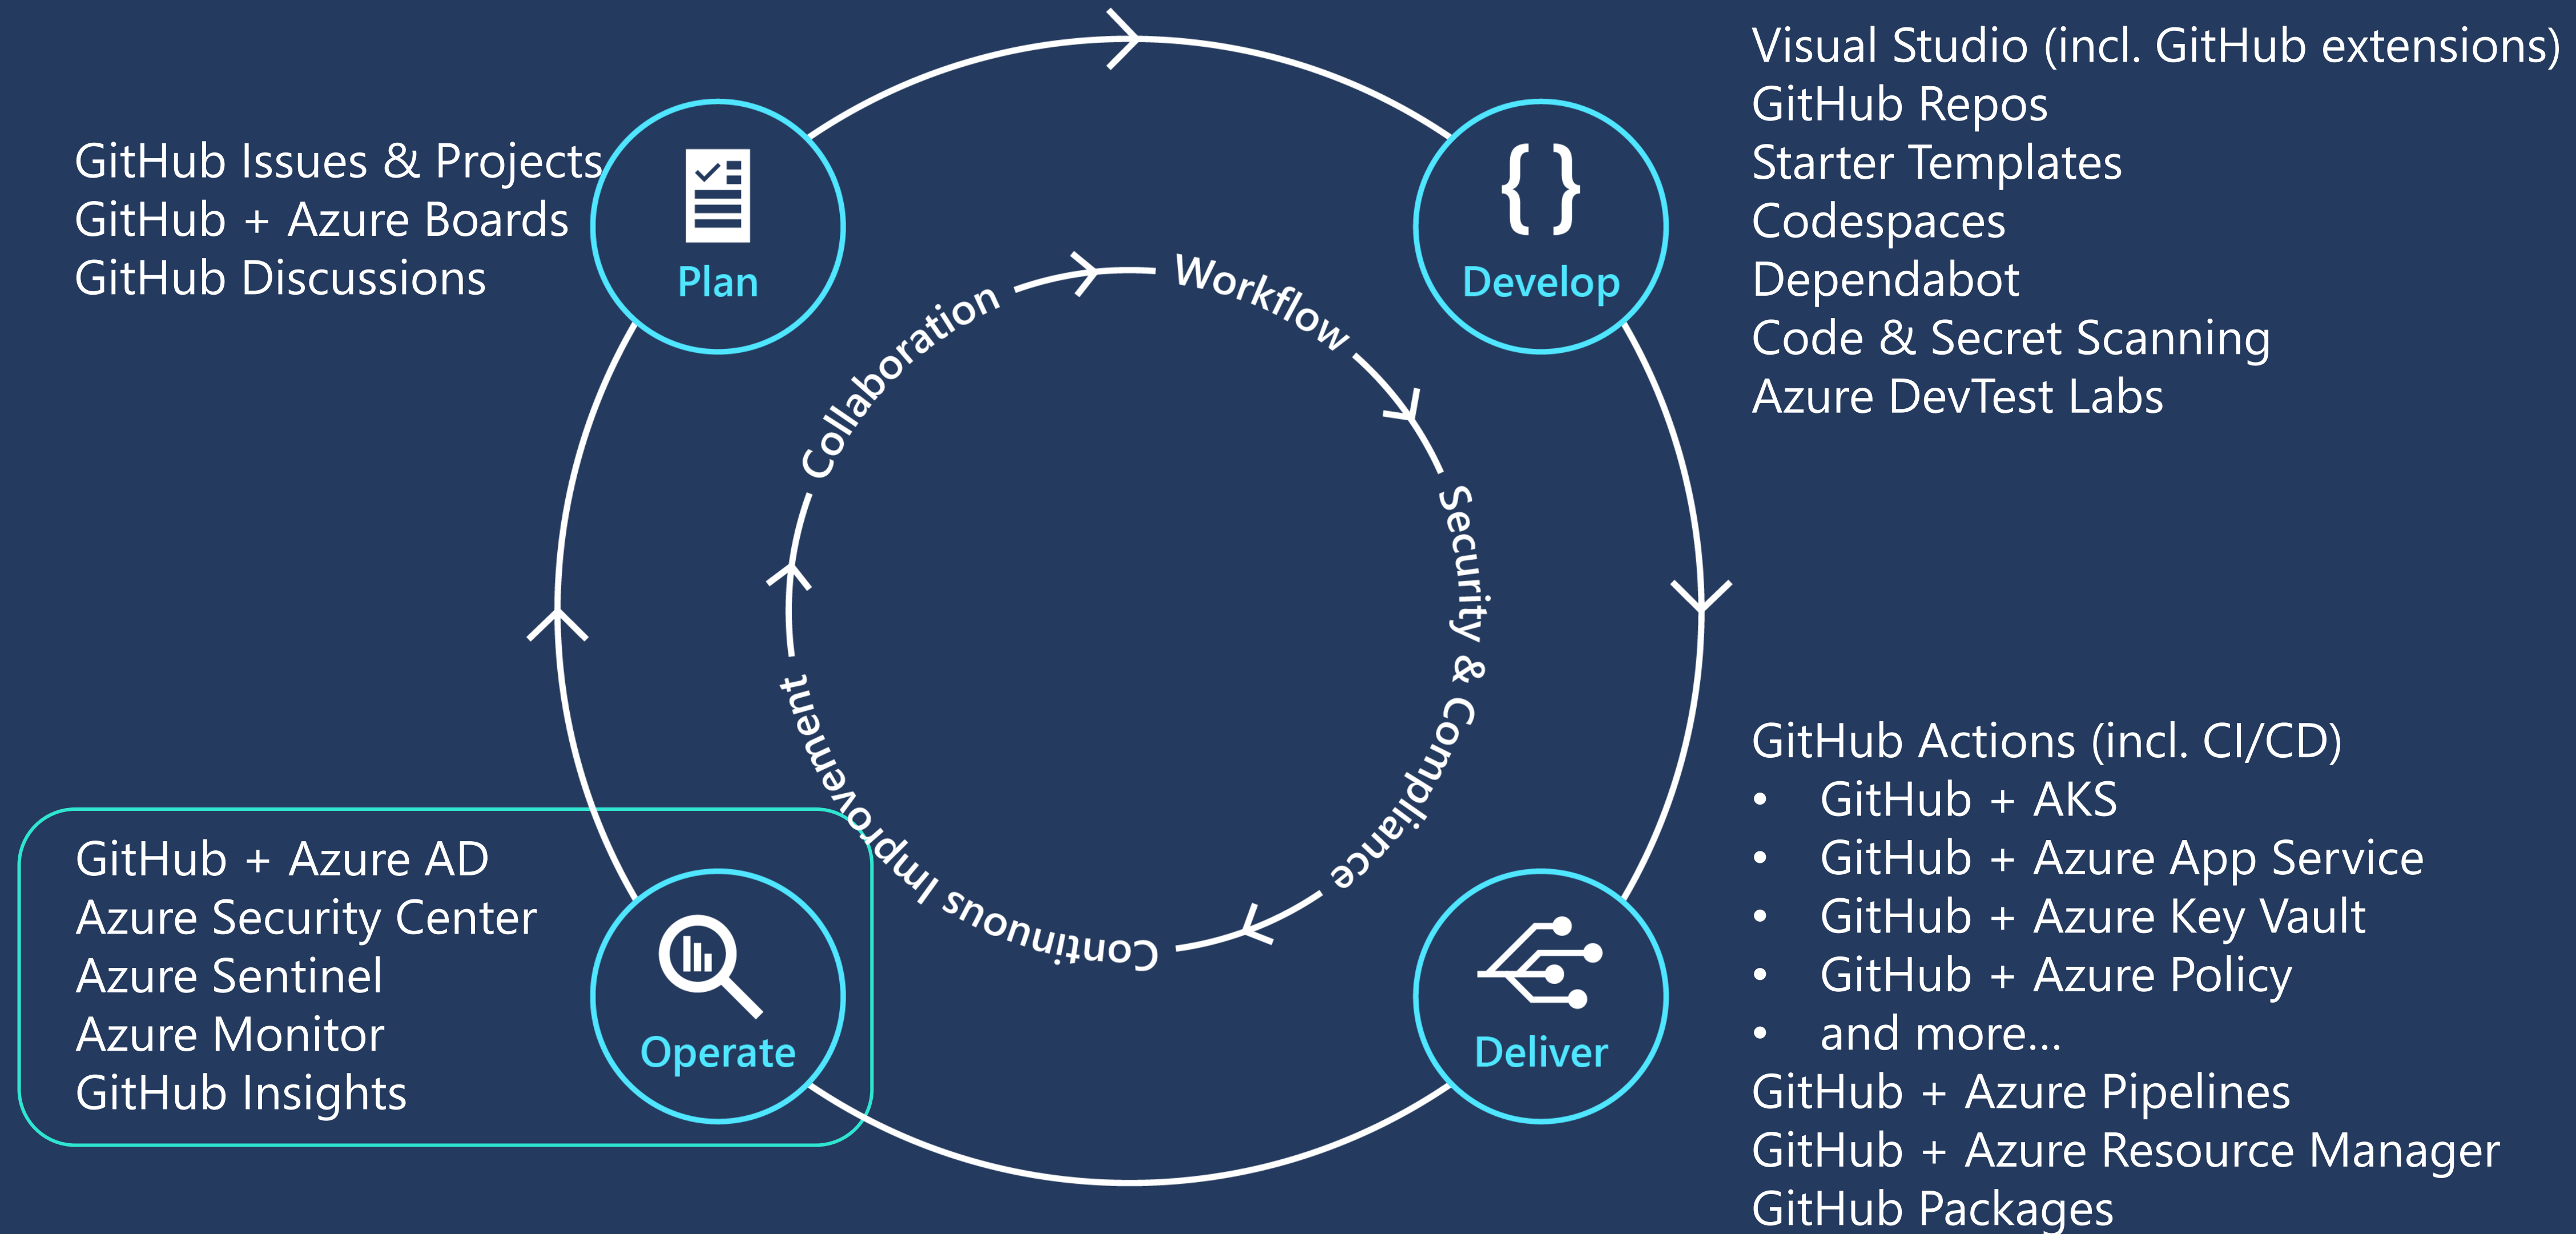 GitHub Issues & Projects
GitHub + Azure Boards
GitHub Discussions
Plan
Develop
Visual Studio (incl. GitHub extensions)
GitHub Repos
Starter Templates
Codespaces
Dependabot
Code & Secret Scanning
Azure DevTest Labs
Collaboration
Workflow
Security & Compliance
Continuous Improvement
GitHub + Azure AD
Azure Security Center
Azure Sentinel
Azure Monitor
GitHub Insights
Operate
Deliver
GitHub Actions (incl. CI/CD)
• GitHub + AKS
• GitHub + Azure App Service
• GitHub + Azure Key Vault
• GitHub + Azure Policy
• and more...
GitHub + Azure Pipelines
GitHub + Azure Resource Manager
GitHub Packages